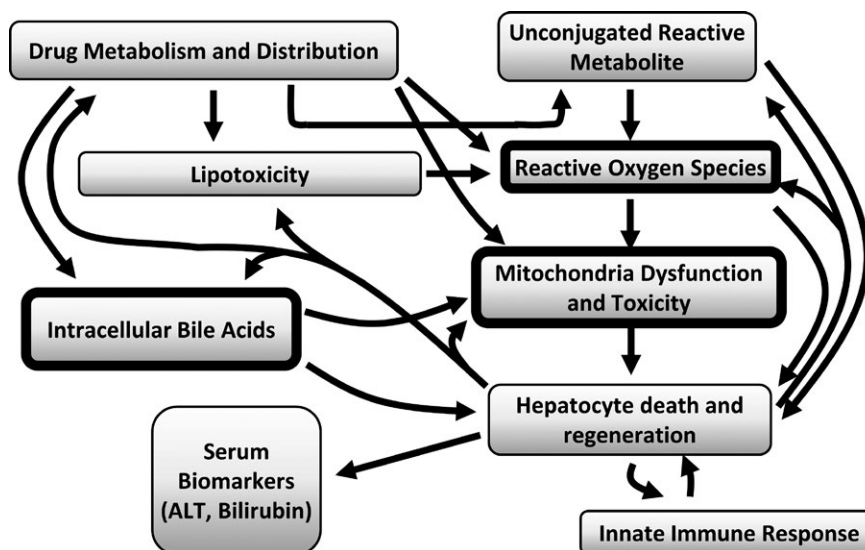 Drug Metabolism and Distribution
Unconjugated Reactive
Metabolite
Lipotoxicity
Reactive Oxygen Species
Mitochondria Dysfunction
and Toxicity
Intracellular Bile Acids
Hepatocyte death and
regeneration
Serum
Biomarkers
(ALT, Bilirubin)
Innate Immune Response